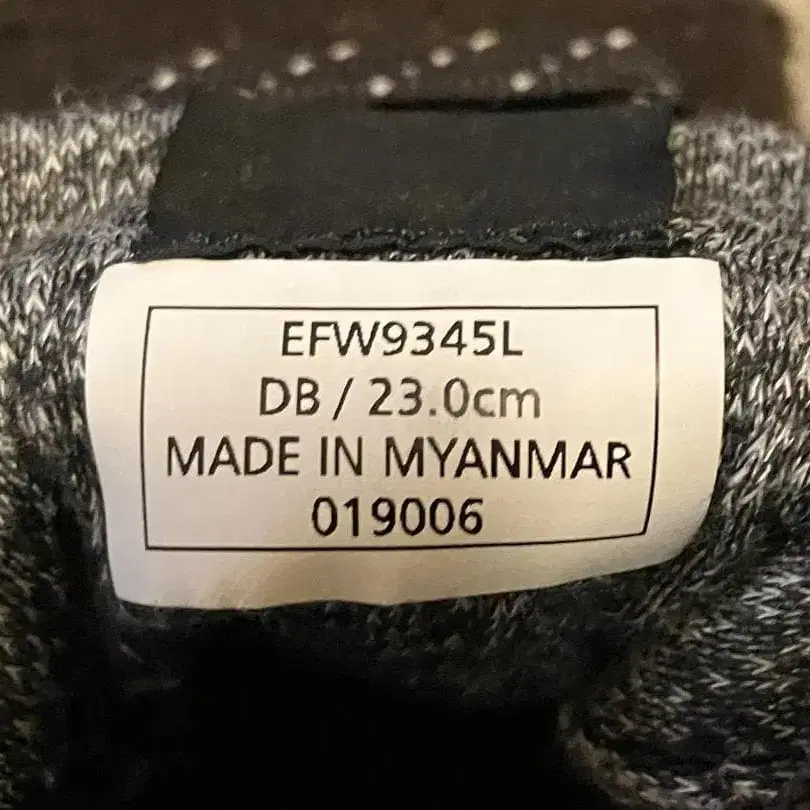 EFW9345L
DB / 23.0cm
MADE IN MYANMAR
019006